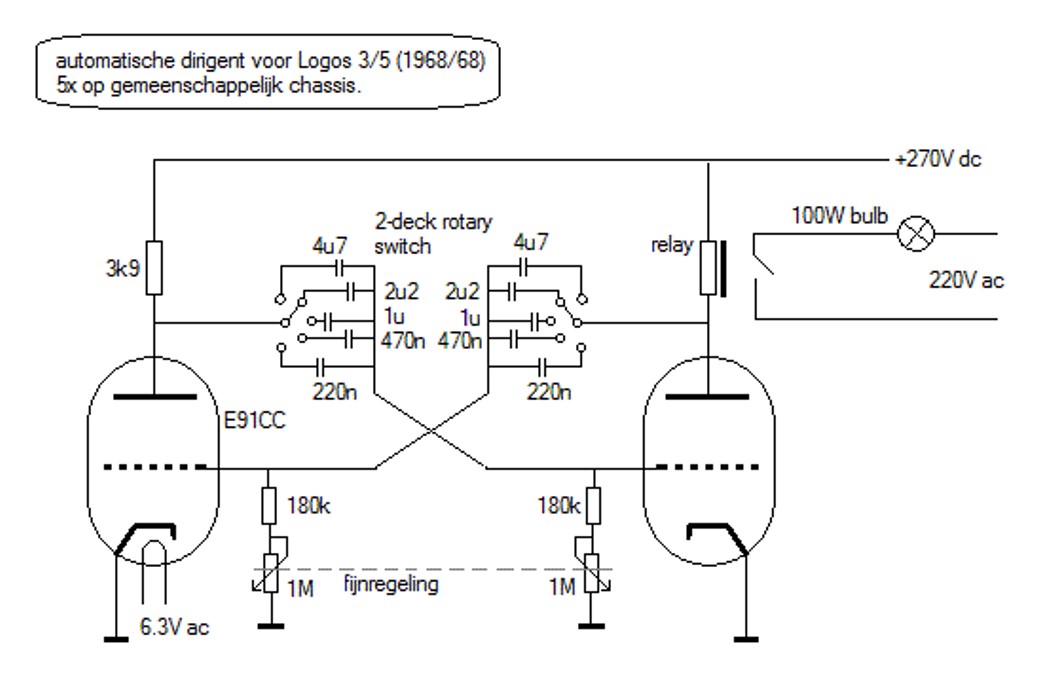 automatische dirigent voor Logos 3/5 (1968/68)
5x op gemeenschappelijk chassis.
+270V dc
100W bulb
2-deck rotary
switch
4u7
4u7
relay
3k9
220V ac
2u2
2u2
1u
1u
470n
470n
220n
220n
E91CC
180k
180k
1M
fijnregeling
1M
6.3V ac